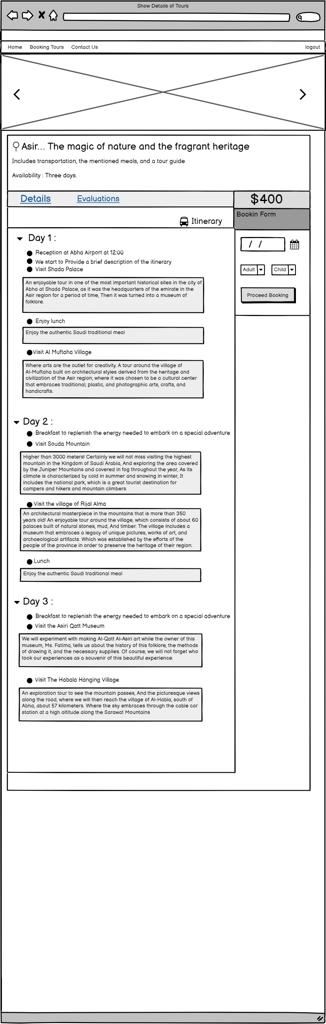 Show Details of Tours
Home Booking Tours Contact Us logout
Asir... The magic of nature and the fragrant heritage
Includes transportation, the mentioned meals, and a tour guide
Availability : Three days.
Details Evaluations $400
Bookin Form
Itinerary
Day 1 :
/ /
Reception at Abha Airport at 12:00
We start to Provide a brief description of the itinerary
Visit Shada Palace
Adult Child
An enjoyable tour in one of the most important historical sites in the city of
Abha at Shada Palace, as it was the headquarters of the emirate in the
Asir region for a period of time, Then it was turned into a museum of
folklore.
Proceed Booking
Enjoy lunch
Enjoy the authentic Saudi traditional meal
Visit Al Muftaha Village
Where arts are the outlet for creativity. A tour around the village of
Al-Muftaha built on architectural styles derived from the heritage and
civilization of the Asir region, where it was chosen to be a cultural center
that embraces traditional, plastic, and photographic arts, crafts, and
handicrafts.
Day 2 :
Breakfast to replenish the energy needed to embark on a special adventure
Visit Souda Mountain
Higher than 3000 meters! Certainly we will not miss visiting the highest
mountain in the Kingdom of Saudi Arabia, And exploring the area covered
by the Juniper Mountains and covered in fog throughout the year, As its
climate is characterized by cold in summer and snowing in winter, It
includes the national park, which is a great tourist destination for
campers and hikers and mountain climbers
Visit the village of Rijal Alma
An architectural masterpiece in the mountains that is more than 350
years old! An enjoyable tour around the village, which consists of about 60
palaces built of natural stones, mud, And timber. The village includes a
museum that embraces a legacy of unique pictures, works of art, and
archaeological artifacts. Which was established by the efforts of the
people of the province in order to preserve the heritage of their region.
Lunch
Enjoy the authentic Saudi traditional meal
Day 3 :
Breakfast to replenish the energy needed to embark on a special adventure
Visit the Asiri Qatt Museum
We will experiment with making Al-Qatt Al-Asiri art while the owner of this
museum, Ms. Fatima, tells us about the history of this folklore, the methods
of drawing it, and the necessary supplies. Of course, we will not forget who
took our experiences as a souvenir of this beautiful experience
Visit The Habala Hanging Village
An exploration tour to see the mountain passes, And the picturesque views
along the road, where we will then reach the village of Al-Habla, south of
Abha, about 57 kilometers. Where the sky embraces through the cable car
station at a high altitude along the Sarawat Mountains